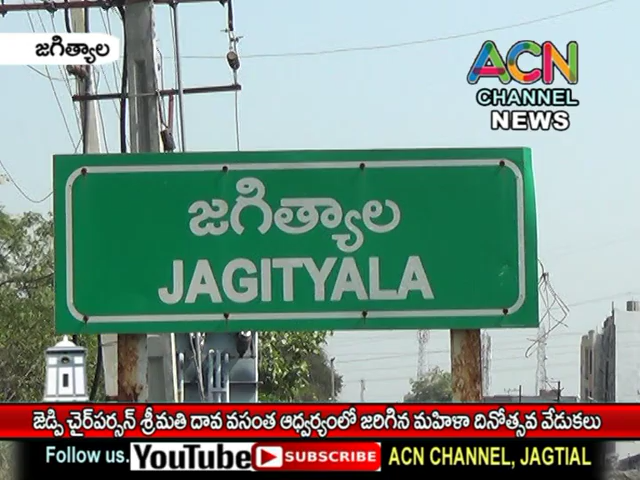 జగిత్యాల
ACN
CHANNEL
NEWS
జగిత్యాల
JAGITYALA
జెడ్పి చైర్‌పర్సన్ శ్రీమతి దావ వసంత ఆధ్వర్యంలో జరిగిన మహిళా దినోత్సవ వేడుకలు
Follow us. YouTube SUBSCRIBE ACN CHANNEL, JAGTIAL